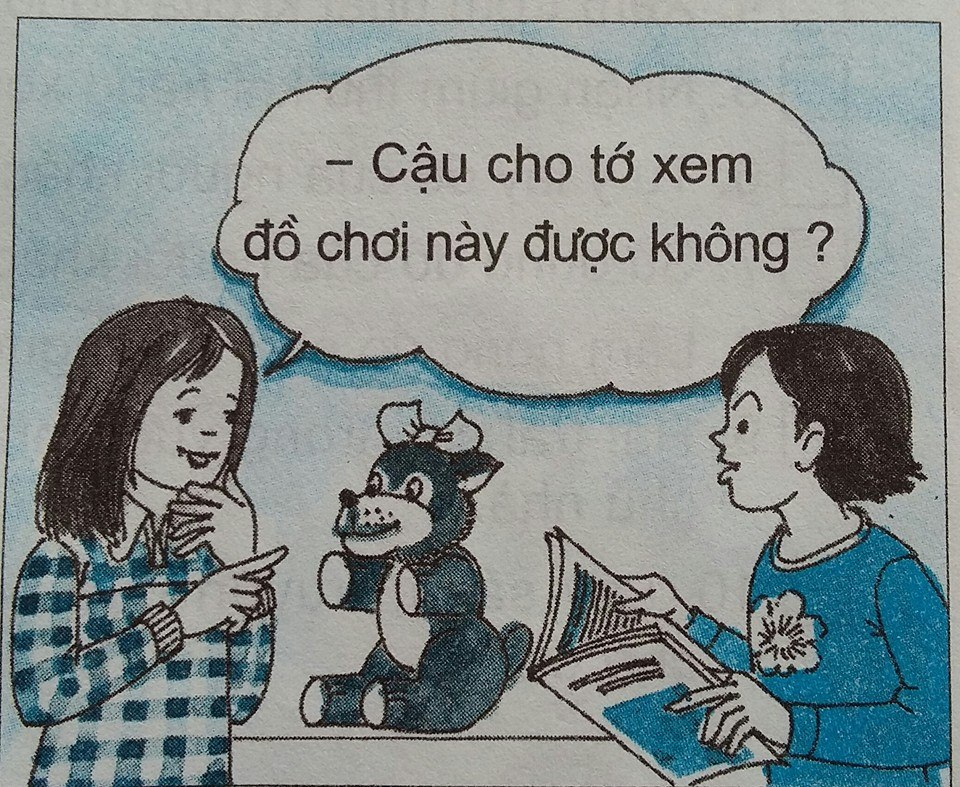 – Cậu cho tớ xem
đồ chơi này được không ?